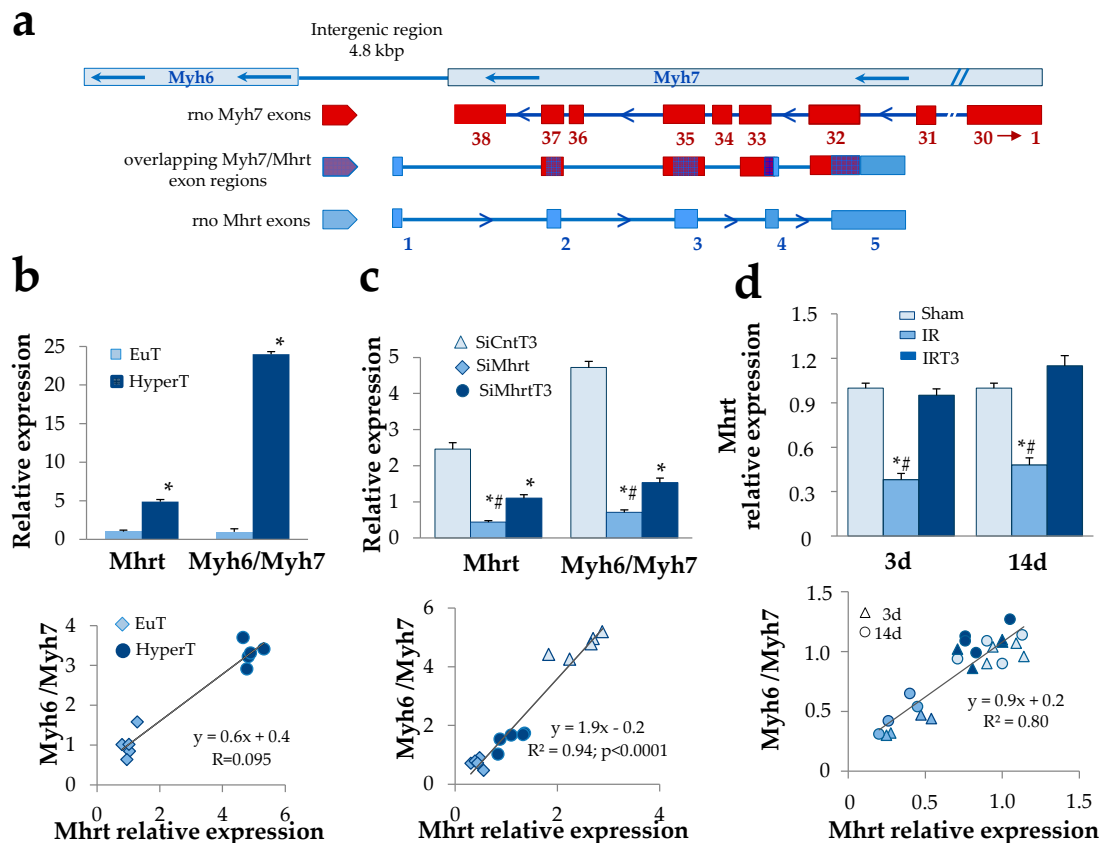 a
Intergenic region
4.8 kbp
Myh6
Myh7
rno Myh7 exons
38
37
36
35
34
33
32
31
30
1
overlapping Myh7/Mhrt
exon regions
rno Mhrt exons
1
2
3
4
5
b
Relative expression
25
20
15
10
5
0
EuT
HyperT
*
*
Mhrt
Myh6/Myh7
Myh6 /Myh7
4
3
2
1
0
EuT
HyperT
y = 0.6x + 0.4
R=0.095
0
2
4
6
Mhrt relative expression
c
Relative expression
5
4
3
2
1
0
SiCntT3
SiMhrt
SiMhrtT3
*#
*
*#
*
Mhrt
Myh6/Myh7
Myh6 /Myh7
6
4
2
0
y = 1.9x - 0.2
R² = 0.94; p<0.0001
0
2
4
Mhrt relative expression
d
Mhrt
relative expression
1.5
1.2
0.9
0.6
0.3
0
Sham
IR
IRT3
*#
*#
3d
14d
Myh6 /Myh7
1.5
1.0
0.5
0
3d
14d
y = 0.9x + 0.2
R² = 0.80
0
0.5
1.0
1.5
Mhrt relative expression